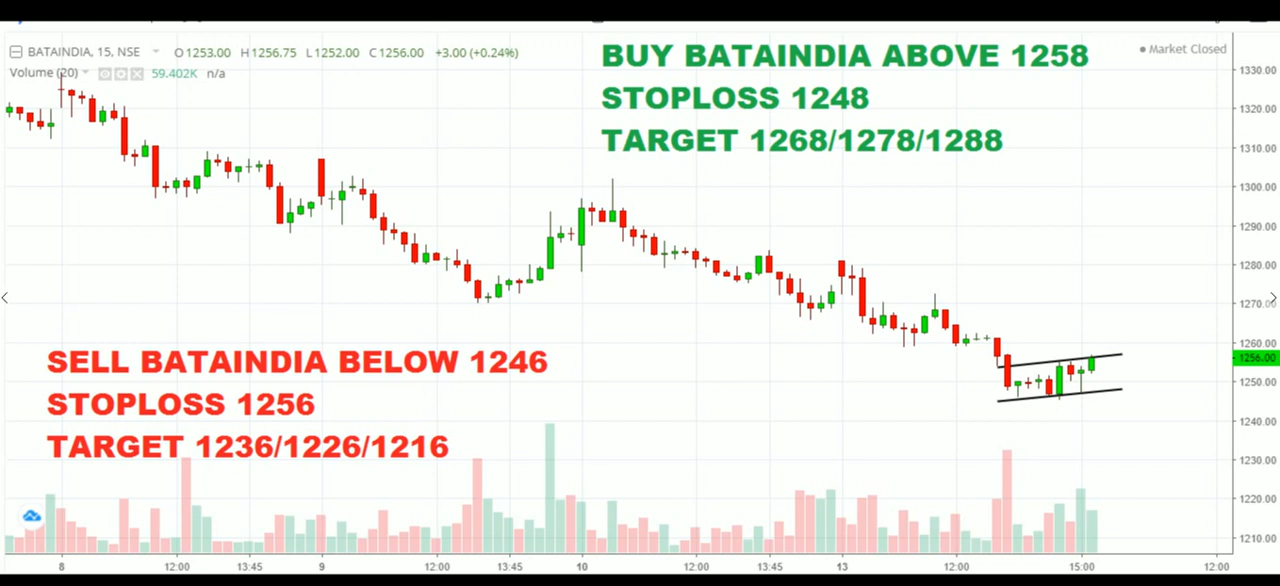 BATAINDIA, 15, NSE O1253.00 H1256.75 L1252.00 C1256.00 +3.00 (+0.24%)
Volume (20) 59.402K n/a
BUY BATAINDIA ABOVE 1258
STOPLOSS 1248
TARGET 1268/1278/1288
Market Closed
SELL BATAINDIA BELOW 1246
STOPLOSS 1256
TARGET 1236/1226/1216
1330.00
1320.00
1310.00
1300.00
1290.00
1280.00
1270.00
1260.00
1256.00
1250.00
1240.00
1230.00
1220.00
1210.00
8 12:00 13:45 9 12:00 13:45 10 12:00 13:45 13 12:00 15:00 12:00